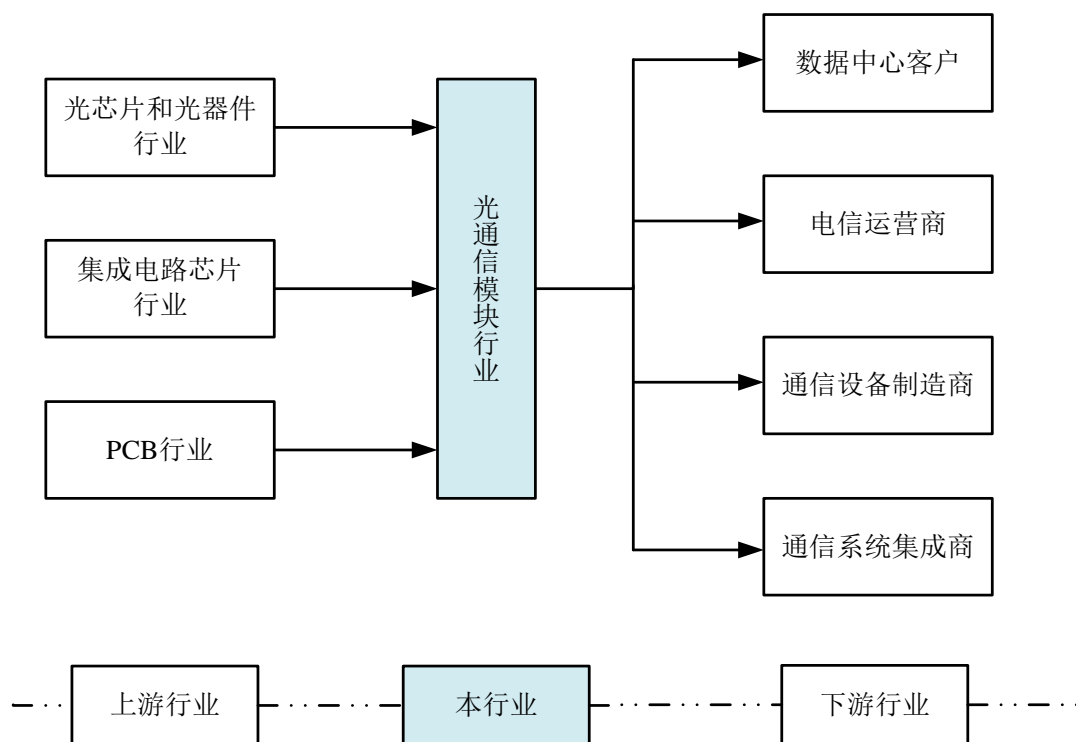 光芯片和光器件
行业
集成电路芯片
行业
PCB行业
光通信模块行业
数据中心客户
电信运营商
通信设备制造商
通信系统集成商
上游行业
本行业
下游行业